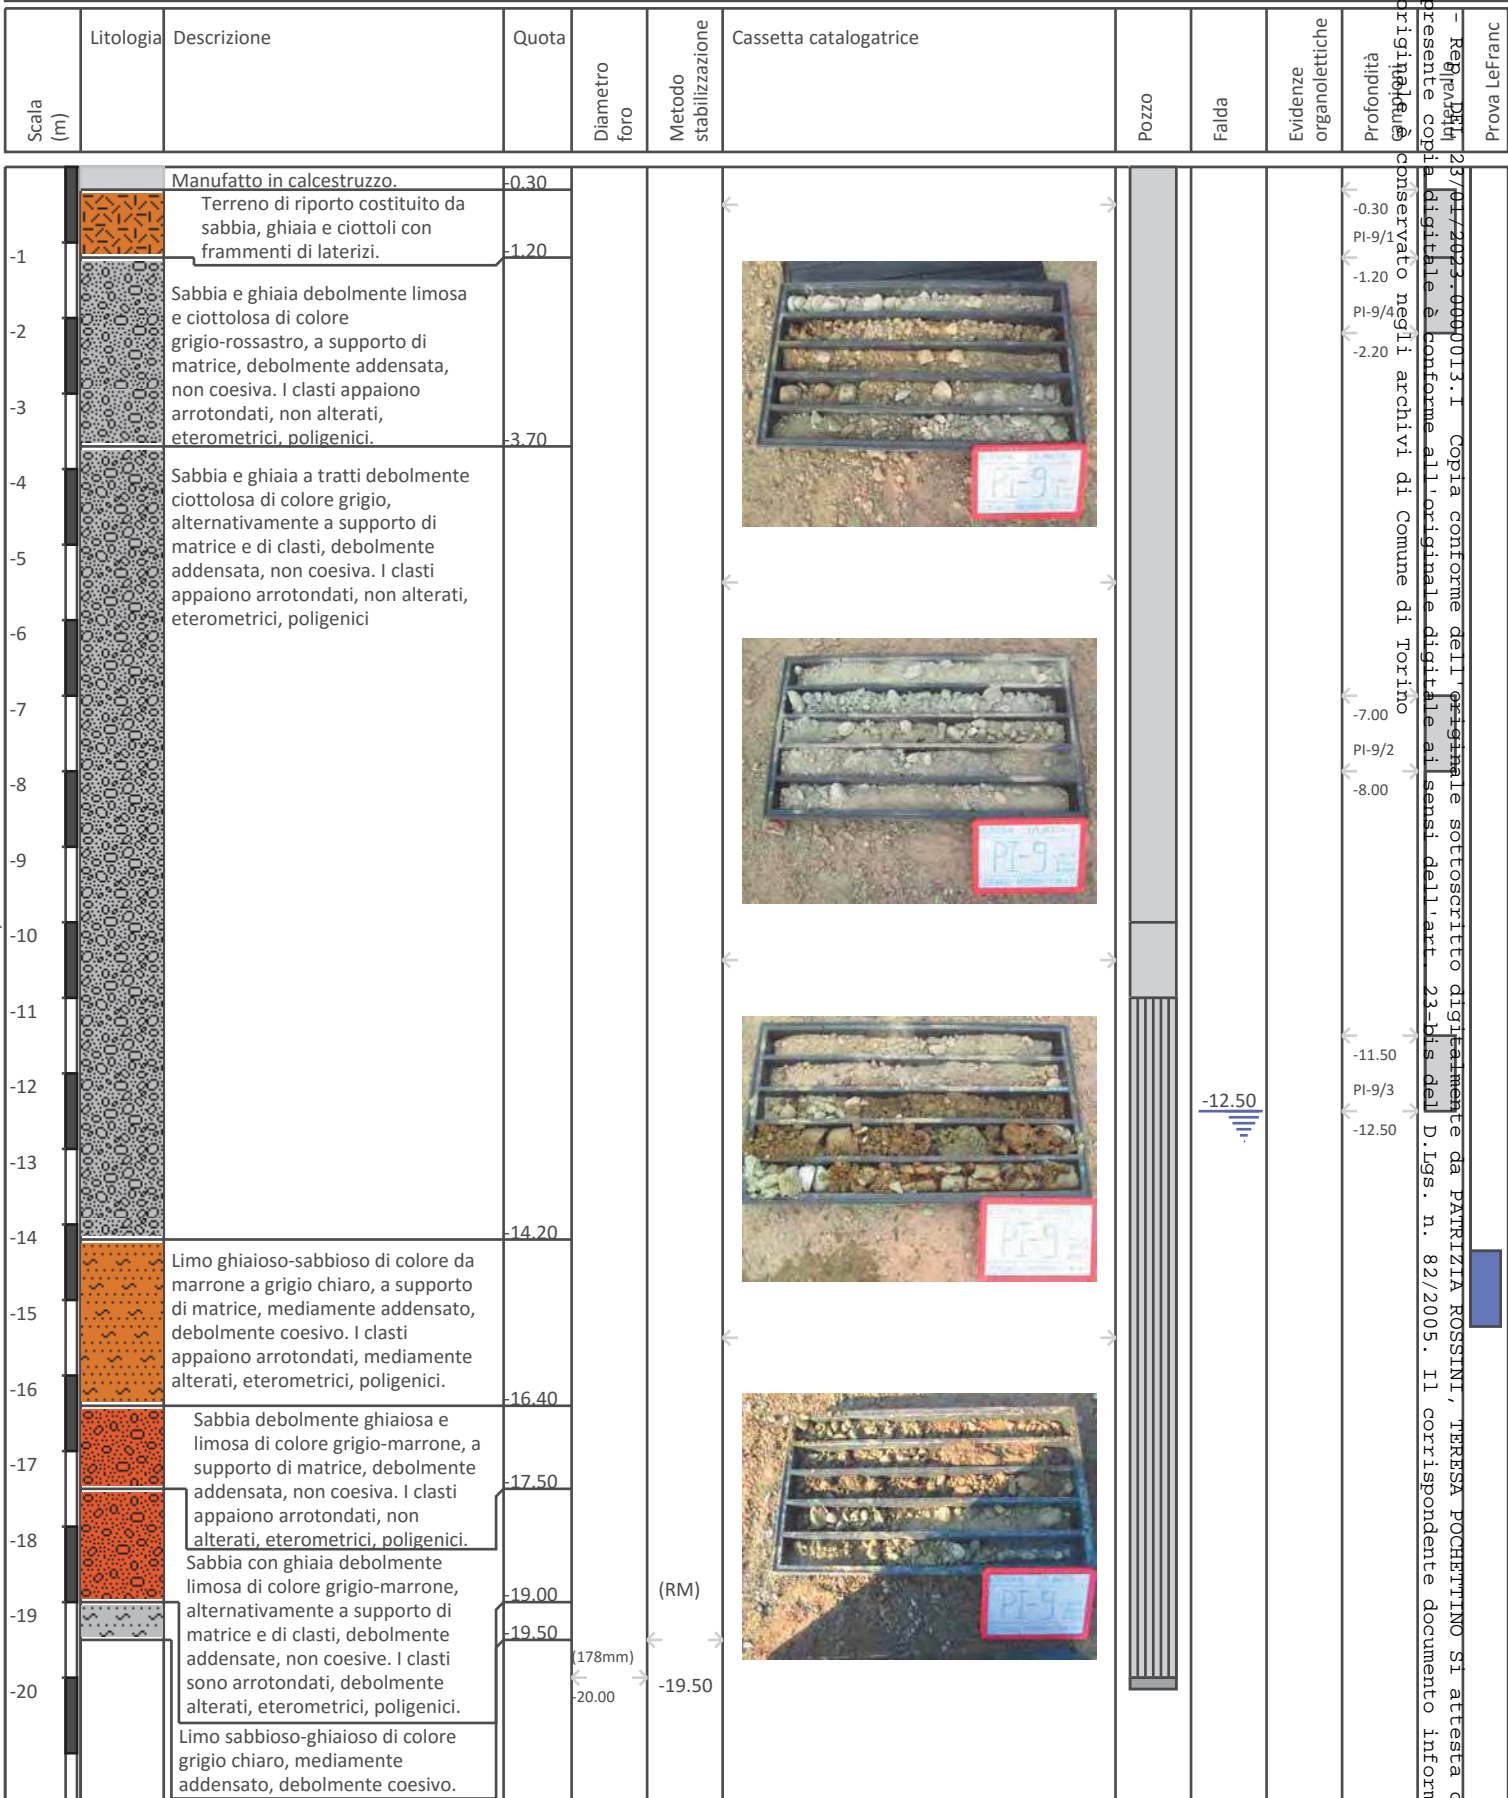 Scala
(m)
Litologia
Descrizione
Quota
Diametro
foro
Metodo
stabilizzazione
Cassetta catalogatrice
Pozzo
Falda
Evidenze
organolettiche
Profondità
campioni
Intervallo
Prova LeFranc
Manufatto in calcestruzzo.
-0.30
Terreno di riporto costituito da
sabbia, ghiaia e ciottoli con
frammenti di laterizi.
-1.20
Sabbia e ghiaia debolmente limosa
e ciottolosa di colore
grigio-rossastro, a supporto di
matrice, debolmente addensata,
non coesiva. I clasti appaiono
arrotondati, non alterati,
eterometrici, poligenici.
-3.70
Sabbia e ghiaia a tratti debolmente
ciottolosa di colore grigio,
alternativamente a supporto di
matrice e di clasti, debolmente
addensata, non coesiva. I clasti
appaiono arrotondati, non alterati,
eterometrici, poligenici
-14.20
Limo ghiaioso-sabbioso di colore da
marrone a grigio chiaro, a supporto
di matrice, mediamente addensato,
debolmente coesivo. I clasti
appaiono arrotondati, mediamente
alterati, eterometrici, poligenici.
-16.40
Sabbia debolmente ghiaiosa e
limosa di colore grigio-marrone, a
supporto di matrice, debolmente
addensata, non coesiva. I clasti
appaiono arrotondati, non
alterati, eterometrici, poligenici.
-17.50
Sabbia con ghiaia debolmente
limosa di colore grigio-marrone,
alternativamente a supporto di
matrice e di clasti, debolmente
addensate, non coesive. I clasti
sono arrotondati, debolmente
alterati, eterometrici, poligenici.
-19.00
Limo sabbioso-ghiaioso di colore
grigio chiaro, mediamente
addensato, debolmente coesivo.
-19.50
-1
-2
-3
-4
-5
-6
-7
-8
-9
-10
-11
-12
-13
-14
-15
-16
-17
-18
-19
-20
(178mm)
-20.00
(RM)
-19.50
PI-9
PI-9
PI-9
PI-9
-12.50
-0.30
PI-9/1
-1.20
PI-9/4
-2.20
-7.00
PI-9/2
-8.00
-11.50
PI-9/3
-12.50
- Rep. DEL 23/01/2023.0000013.I Copia conforme dell'originale sottoscritto digitalmente da PATRIZIA ROSSINI, TERESA POCHETTINO Si attesta
presente copia digitale è conforme all'originale digitale ai sensi dell'art. 23-bis del D.Lgs. n. 82/2005. Il corrispondente documento
originale è conservato negli archivi di Comune di Torino